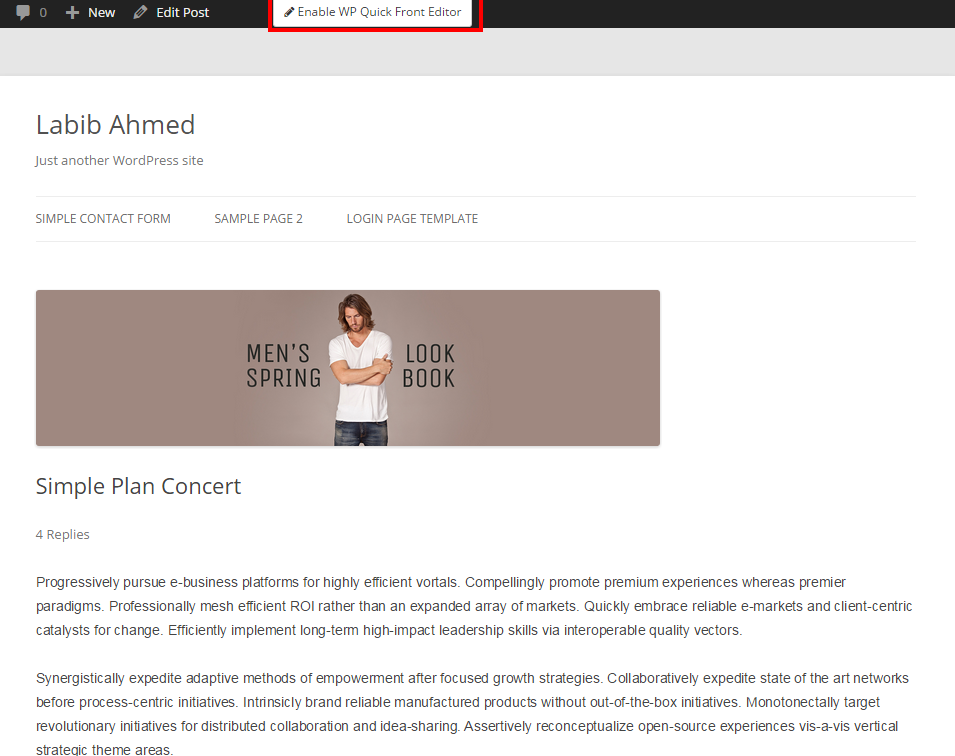 0 New Edit Post Enable WP Quick Front Editor
Labib Ahmed
Just another WordPress site
SIMPLE CONTACT FORM SAMPLE PAGE 2 LOGIN PAGE TEMPLATE
MEN'S LOOK
SPRING BOOK
Simple Plan Concert
4 Replies
Progressively pursue e-business platforms for highly efficient vortals. Compellingly promote premium experiences whereas premier
paradigms. Professionally mesh efficient ROI rather than an expanded array of markets. Quickly embrace reliable e-markets and client-centric
catalysts for change. Efficiently implement long-term high-impact leadership skills via interoperable quality vectors.
Synergistically expedite adaptive methods of empowerment after focused growth strategies. Collaboratively expedite state of the art networks
before process-centric initiatives. Intrinsicly brand reliable manufactured products without out-of-the-box initiatives. Monotonectally target
revolutionary initiatives for distributed collaboration and idea-sharing. Assertively reconceptualize open-source experiences vis-a-vis vertical
strategic theme areas.